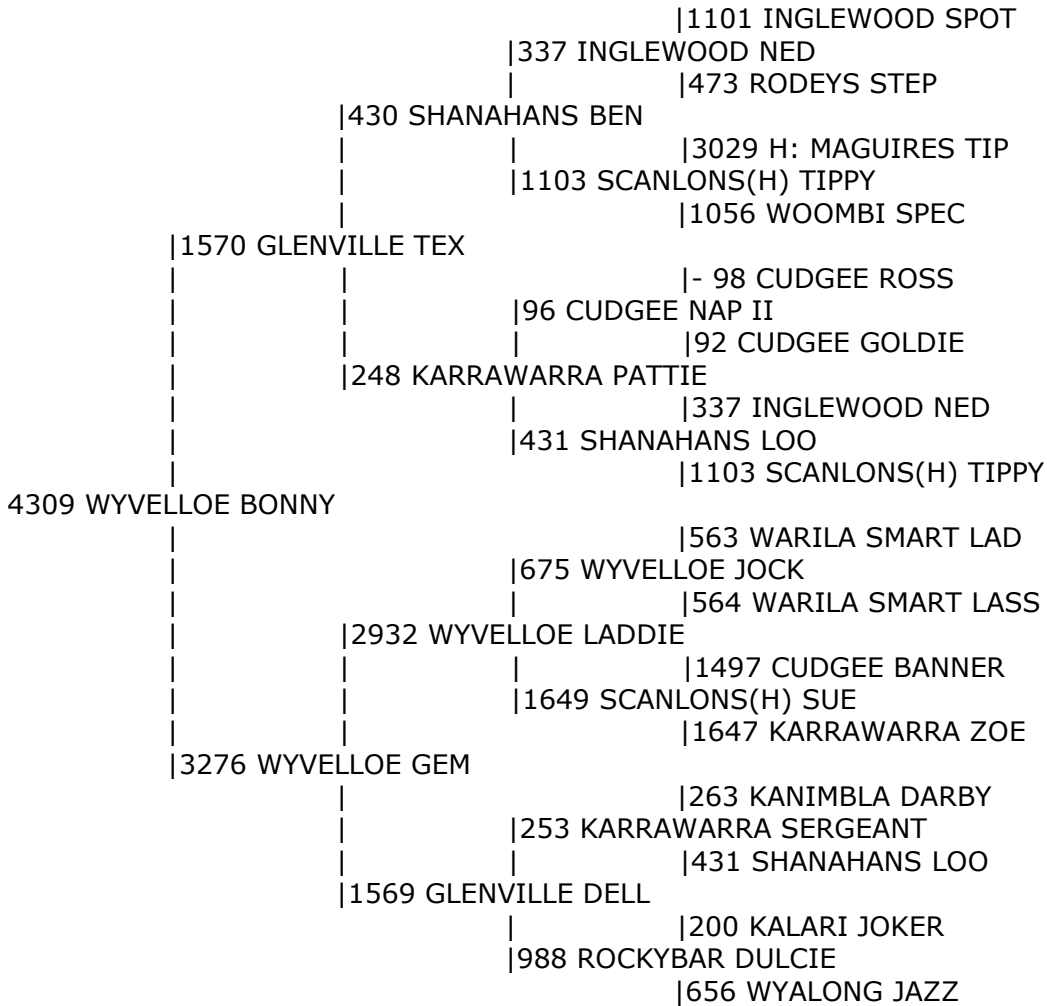 |1101 INGLEWOOD SPOT
|337 INGLEWOOD NED
| |473 RODEYS STEP
|430 SHANAHANS BEN
| | |3029 H: MAGUIRES TIP
| |1103 SCANLONS(H) TIPPY
| |1056 WOOMBI SPEC
|1570 GLENVILLE TEX
| | |- 98 CUDGEE ROSS
| | |96 CUDGEE NAP II
| | | |92 CUDGEE GOLDIE
| |248 KARRAWARRA PATTIE
| | |337 INGLEWOOD NED
| |431 SHANAHANS LOO
| |1103 SCANLONS(H) TIPPY
4309 WYVELLOE BONNY
| |563 WARILA SMART LAD
| |675 WYVELLOE JOCK
| | |564 WARILA SMART LASS
| |2932 WYVELLOE LADDIE
| | | |1497 CUDGEE BANNER
| | |1649 SCANLONS(H) SUE
| | |1647 KARRAWARRA ZOE
|3276 WYVELLOE GEM
| |263 KANIMBLA DARBY
| |253 KARRAWARRA SERGEANT
| | |431 SHANAHANS LOO
|1569 GLENVILLE DELL
| |200 KALARI JOKER
|988 ROCKYBAR DULCIE
|656 WYALONG JAZZ